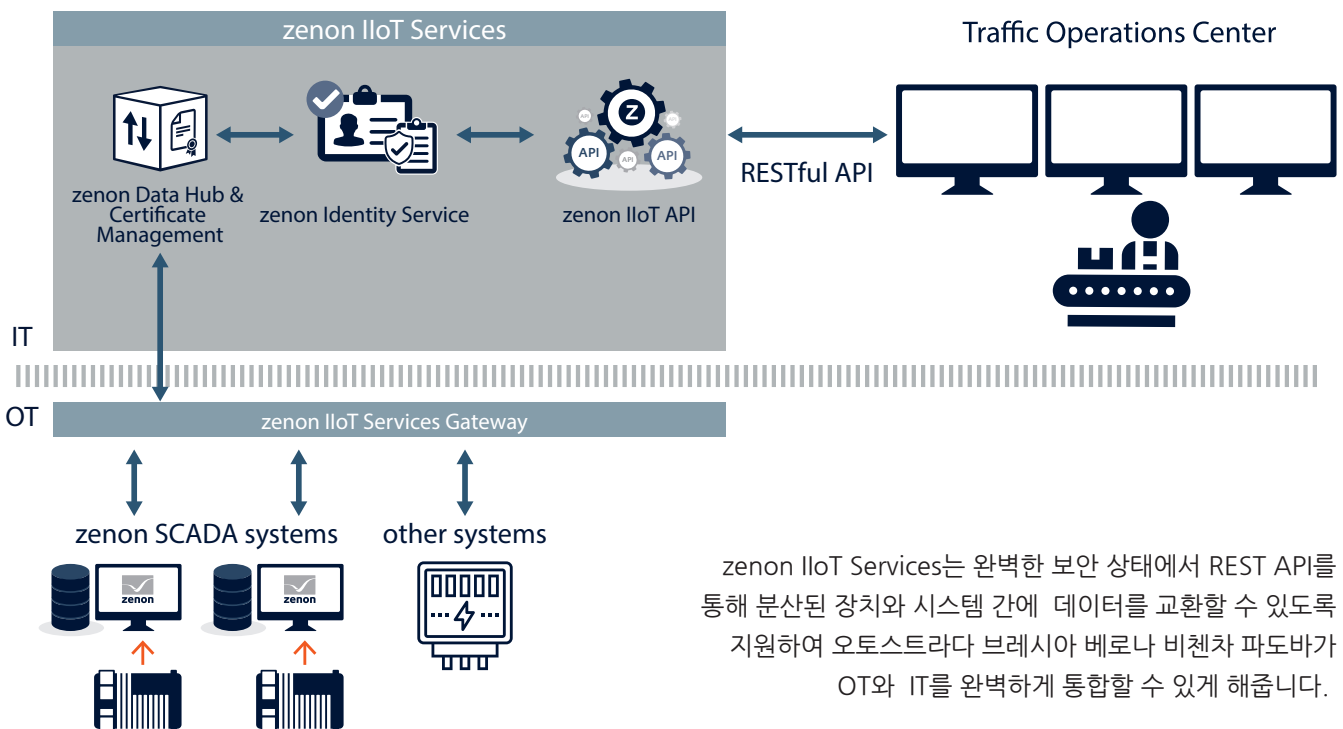 zenon IIoT Services
Traffic Operations Center
zenon Data Hub &
Certificate
Management
zenon Identity Service
Z
API
API
API
API
API
zenon IIoT API
RESTful API
IT
OT
zenon IIoT Services Gateway
zenon SCADA systems
other systems
zenon
zenon
zenon IIoT Services는 완벽한 보안 상태에서 REST API를
통해 분산된 장치와 시스템 간에 데이터를 교환할 수 있도록
지원하여 오토스트라다 브레시아 베로나 비첸차 파도바가
OT와 IT를 완벽하게 통합할 수 있게 해줍니다.